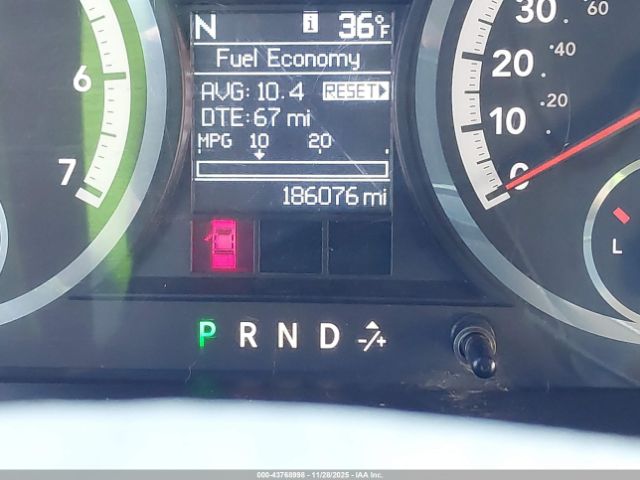 N i 36°F
Fuel Economy
AVG: 10.4 RESET
DTE: 67 mi
MPG 10 20
186076 mi
6
7
30
20
10
0
60
40
20
L
P R N D -/+
000-43768998 - 11/28/2025 - IAA Inc.